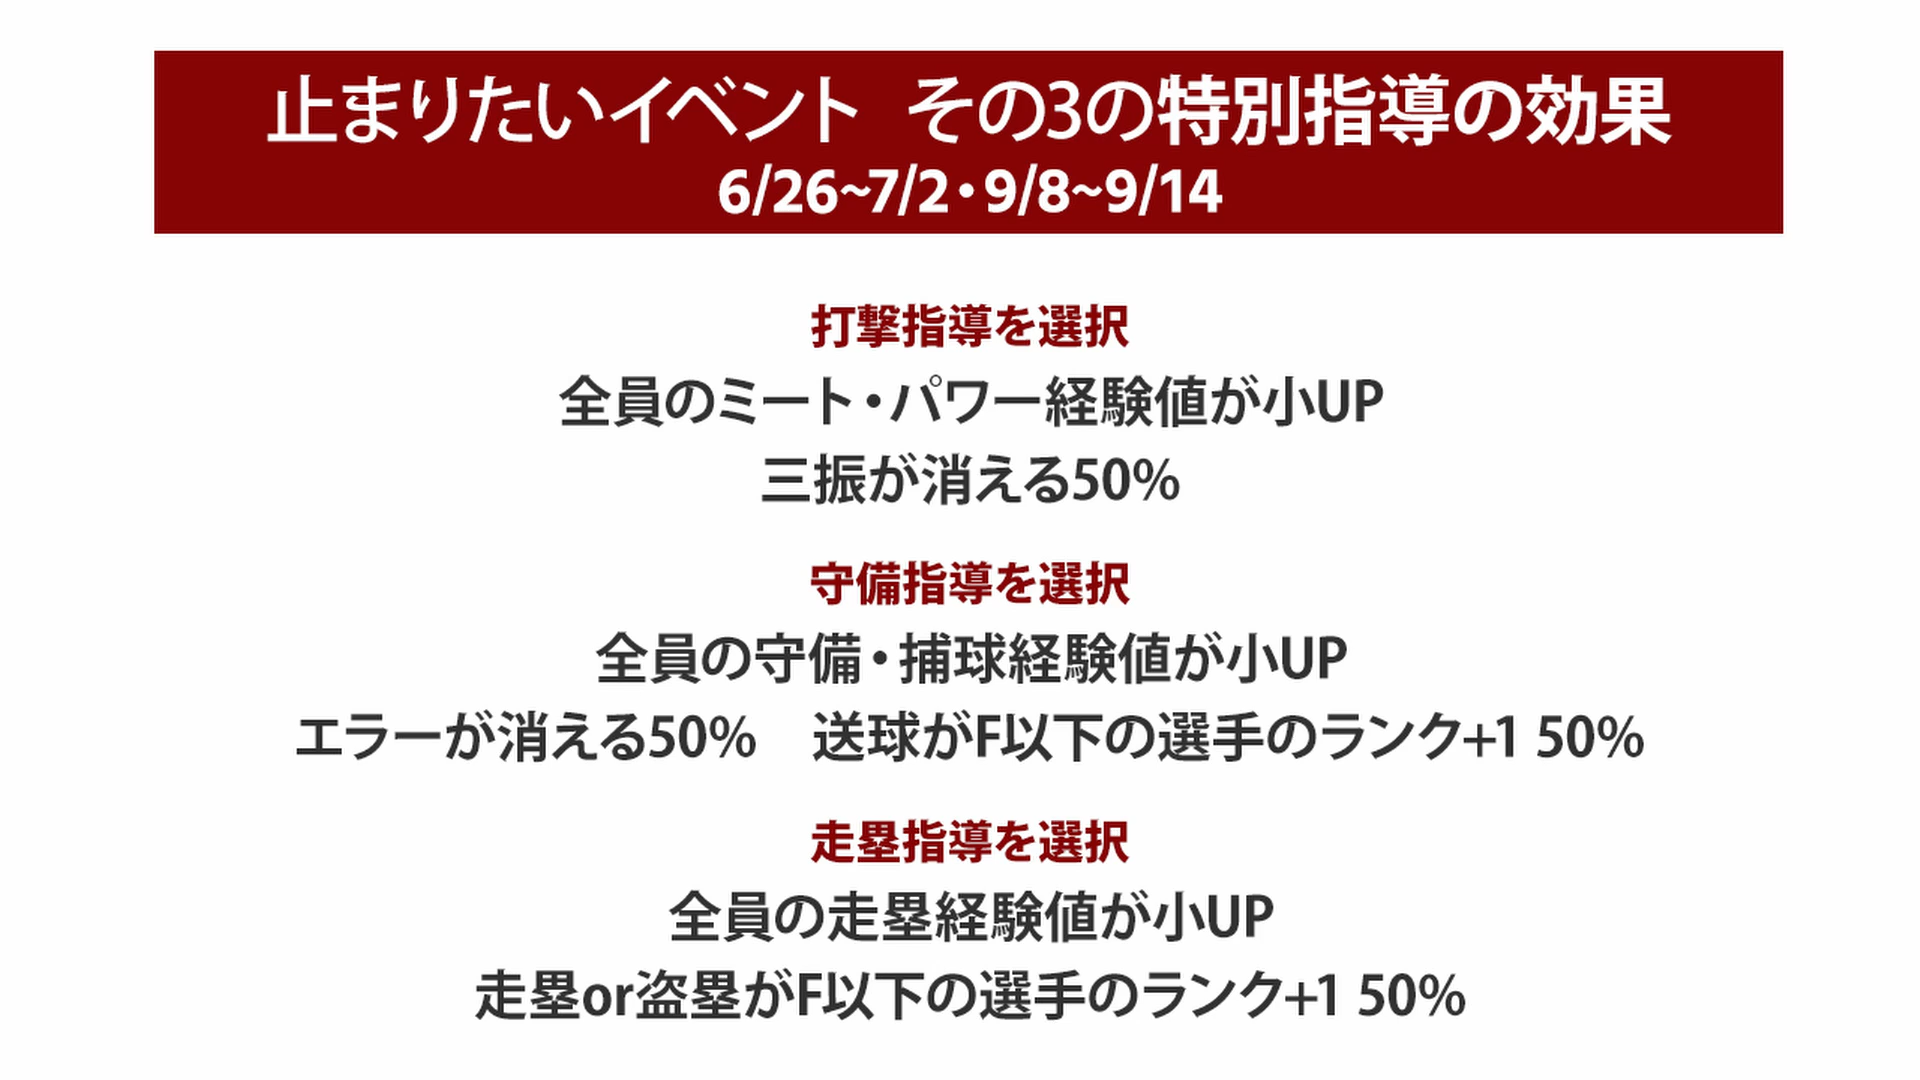 止まりたいイベント　その3の特別指導の効果
6/26~7/2・9/8~9/14
打撃指導を選択
全員のミート・パワー経験値が小UP
三振が消える50%
守備指導を選択
全員の守備・捕球経験値が小UP
エラーが消える50%　送球がF以下の選手のランク+1 50%
走塁指導を選択
全員の走塁経験値が小UP
走塁or盗塁がF以下の選手のランク+1 50%